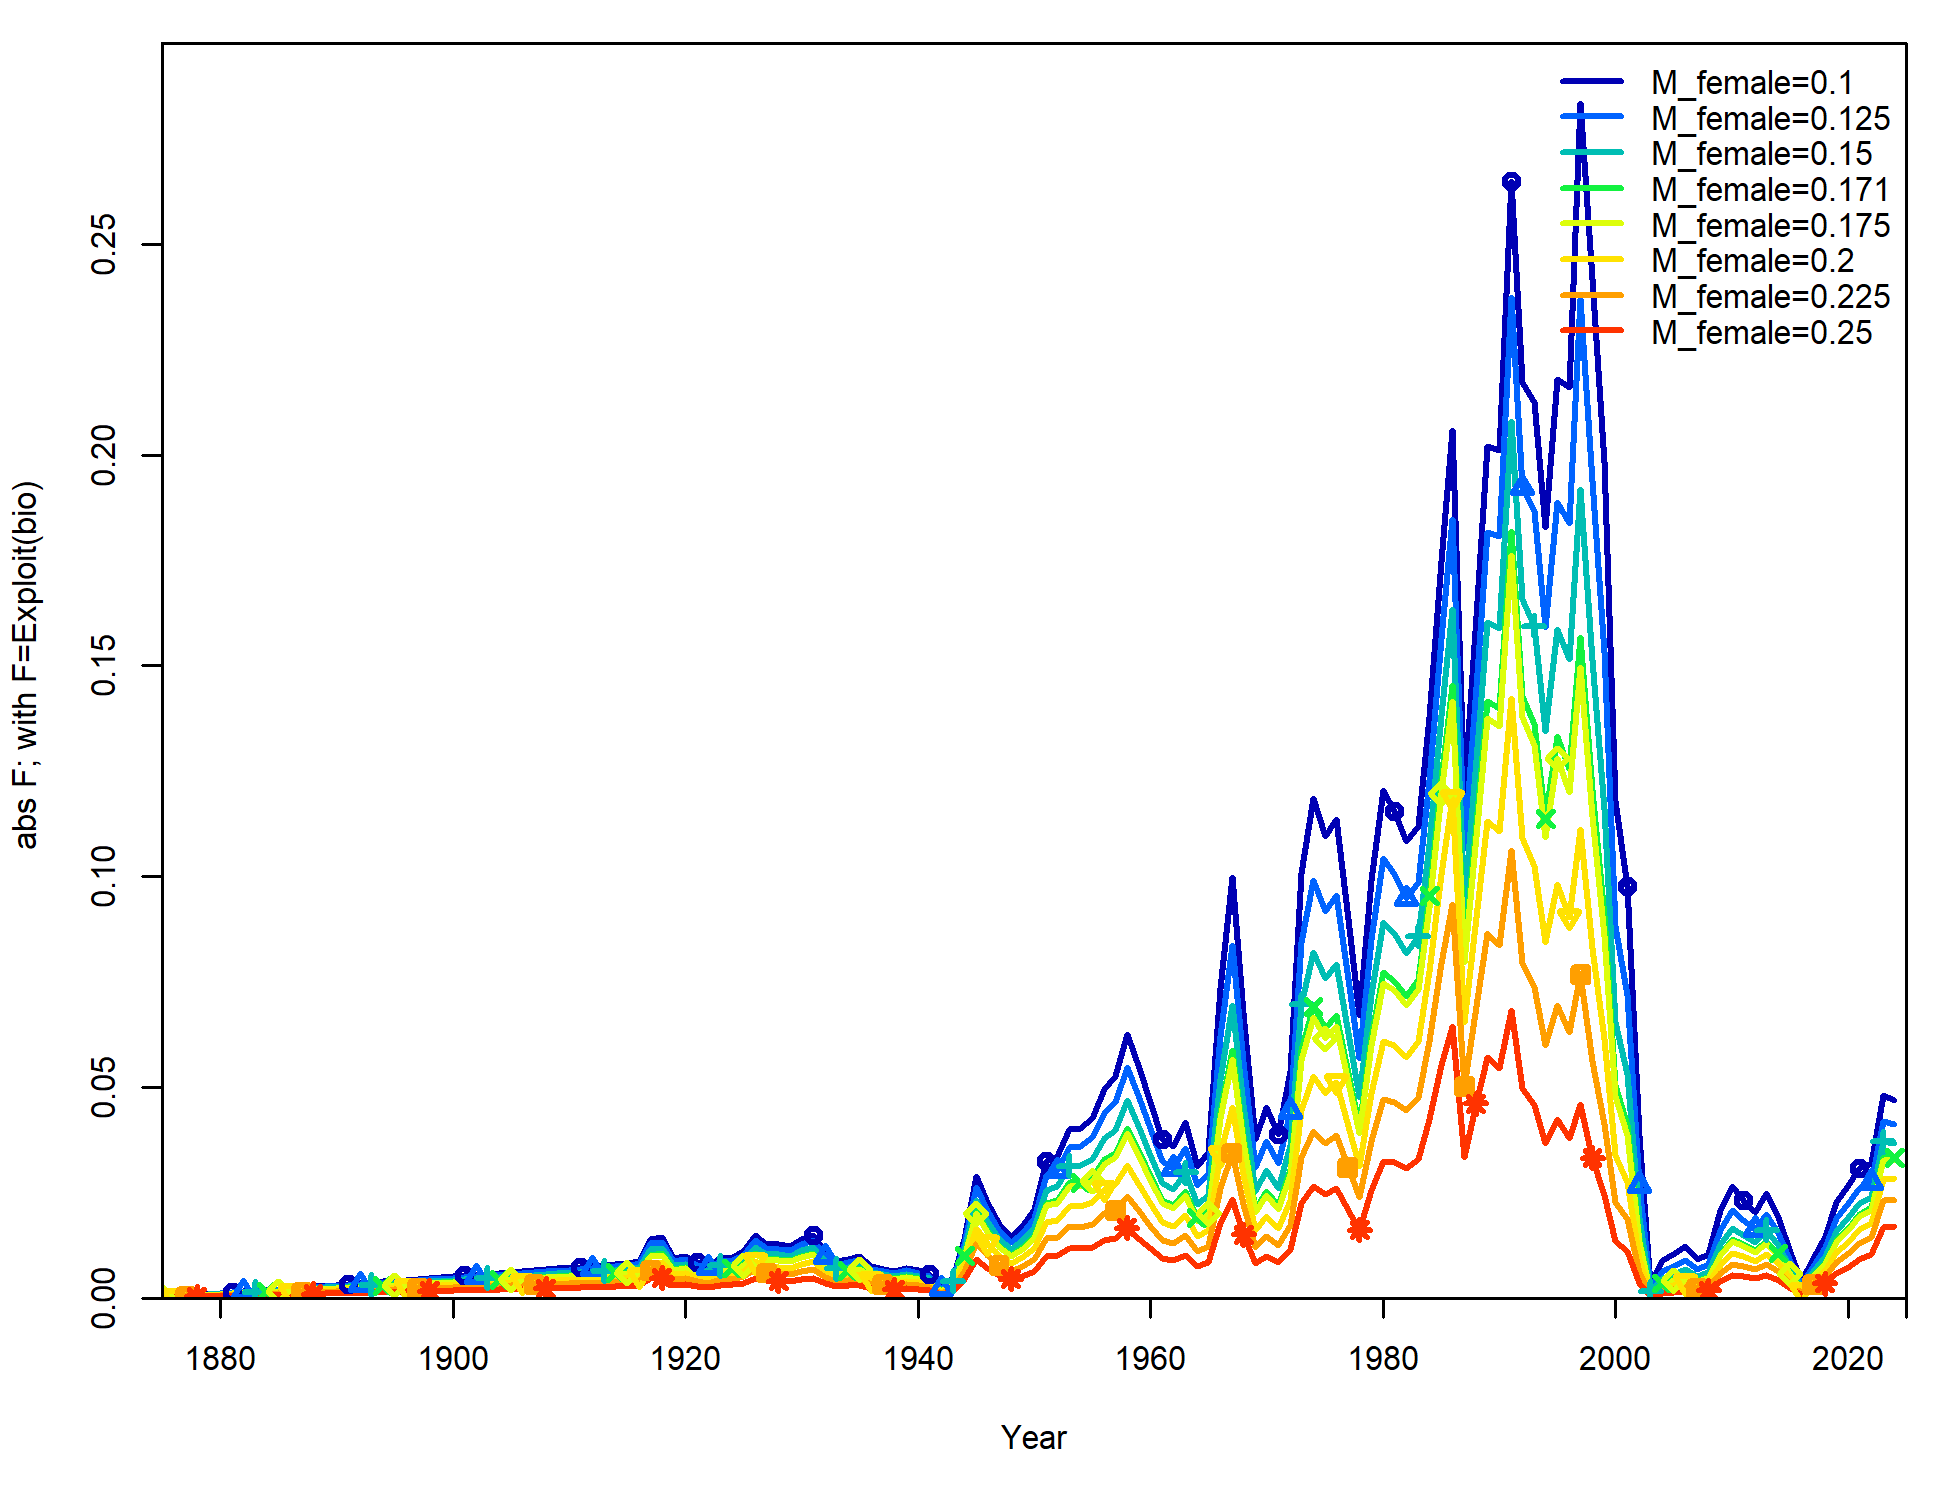 M_female=0.1
M_female=0.125
M_female=0.15
M_female=0.171
M_female=0.175
M_female=0.2
M_female=0.225
M_female=0.25
abs F; with F=Exploit(bio)
0.25
0.20
0.15
0.10
0.05
0.00
1880 1900 1920 1940 1960 1980 2000 2020
Year